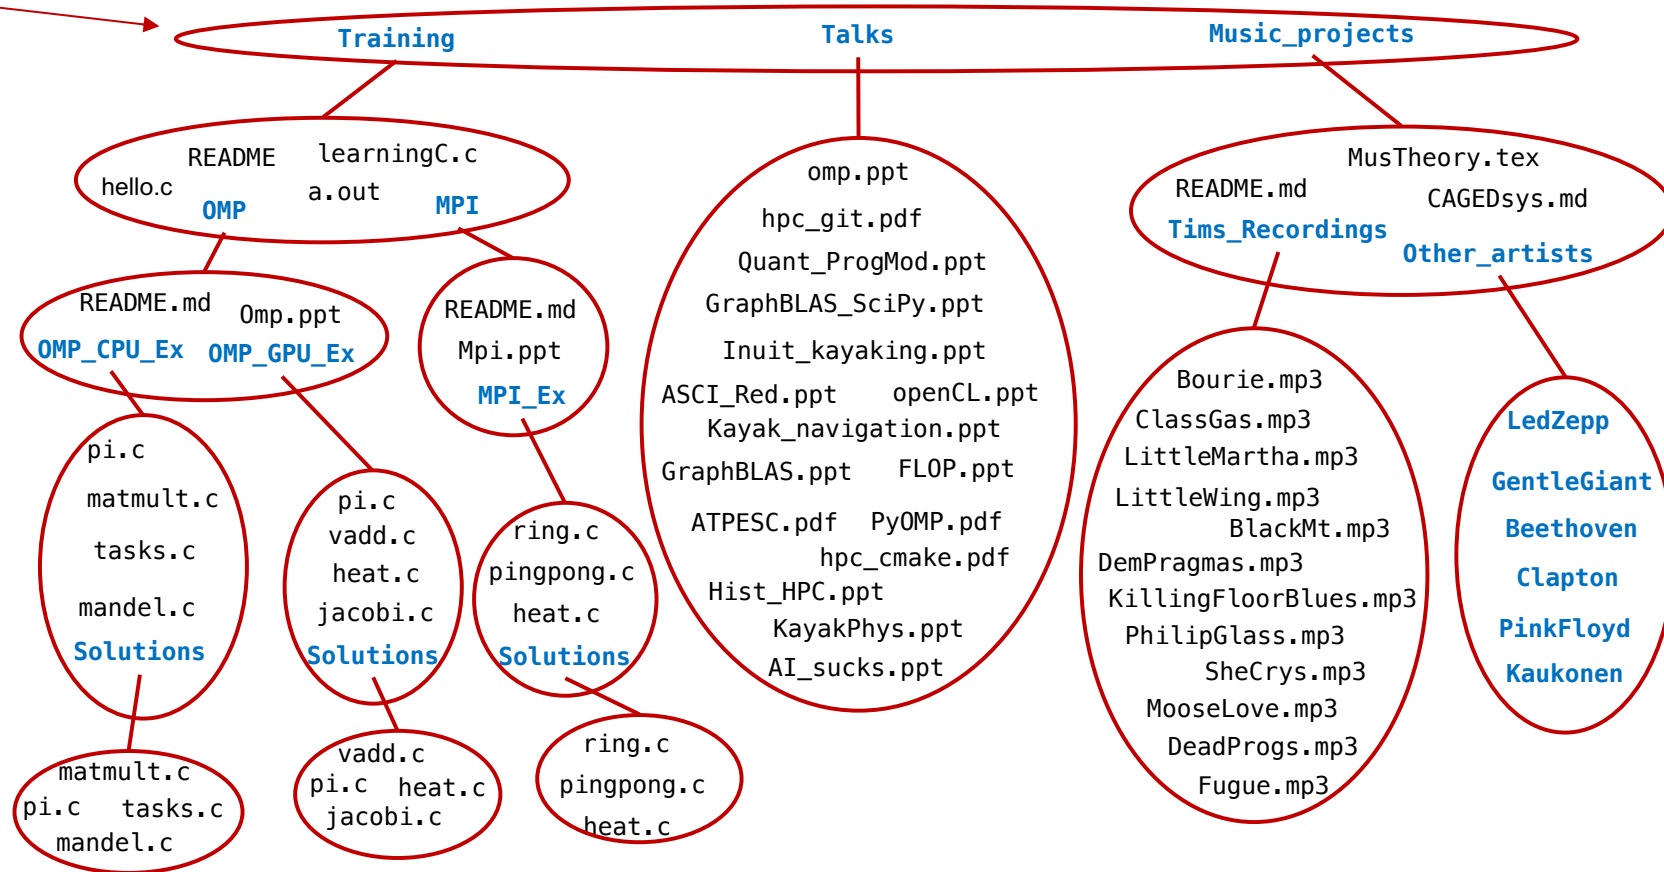 Training Talks Music_projects
README learningC.c
hello.c a.out
OMP MPI
README.md Omp.ppt
OMP_CPU_Ex OMP_GPU_Ex
README.md
Mpi.ppt
MPI_Ex
pi.c
matmult.c
tasks.c
mandel.c
Solutions
pi.c
vadd.c
heat.c
jacobi.c
Solutions
ring.c
pingpong.c
heat.c
Solutions
matmult.c
pi.c tasks.c
mandel.c
vadd.c
pi.c heat.c
jacobi.c
ring.c
pingpong.c
heat.c
omp.ppt
hpc_git.pdf
Quant_ProgMod.ppt
GraphBLAS_SciPy.ppt
Inuit_kayaking.ppt
ASCI_Red.ppt openCL.ppt
Kayak_navigation.ppt
GraphBLAS.ppt FLOP.ppt
ATPESC.pdf PyOMP.pdf
hpc_cmake.pdf
Hist_HPC.ppt
KayakPhys.ppt
AI_sucks.ppt
MusTheory.tex
README.md
CAGEDsys.md
Tims_Recordings
Other_artists
Bourie.mp3
ClassGas.mp3
LittleMartha.mp3
LittleWing.mp3
BlackMt.mp3
DemPragmas.mp3
KillingFloorBlues.mp3
PhilipGlass.mp3
SheCrys.mp3
MooseLove.mp3
DeadProgs.mp3
Fugue.mp3
LedZepp
GentleGiant
Beethoven
Clapton
PinkFloyd
Kaukonen